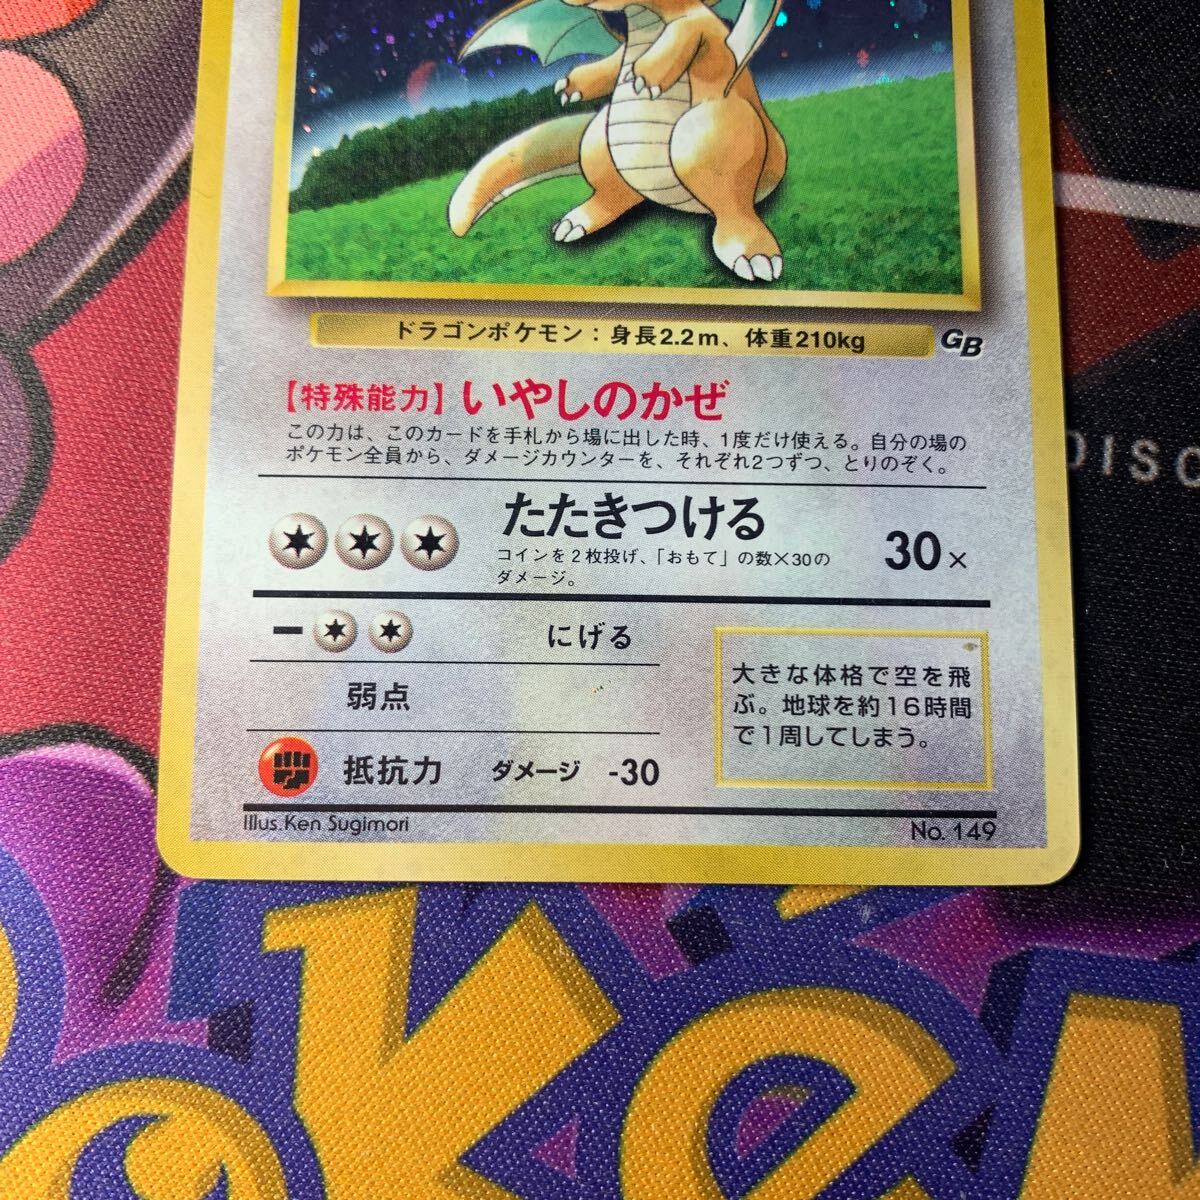 ドラゴンポケモン：身長2.2m、体重210kg
GB
【特殊能力】いやしのかぜ
この力は、このカードを手札から場に出した時、1度だけ使える。自分の場の
ポケモン全員から、ダメージカウンターを、それぞれ2つずつ、とりのぞく。
たたきつける
コインを2枚投げ、「おもて」の数×30の
ダメージ。
30×
にげる
弱点
抵抗力 ダメージ -30
大きな体格で空を飛
ぶ。地球を約16時間
で1周してしまう。
Illus.Ken Sugimori
No. 149
DISC